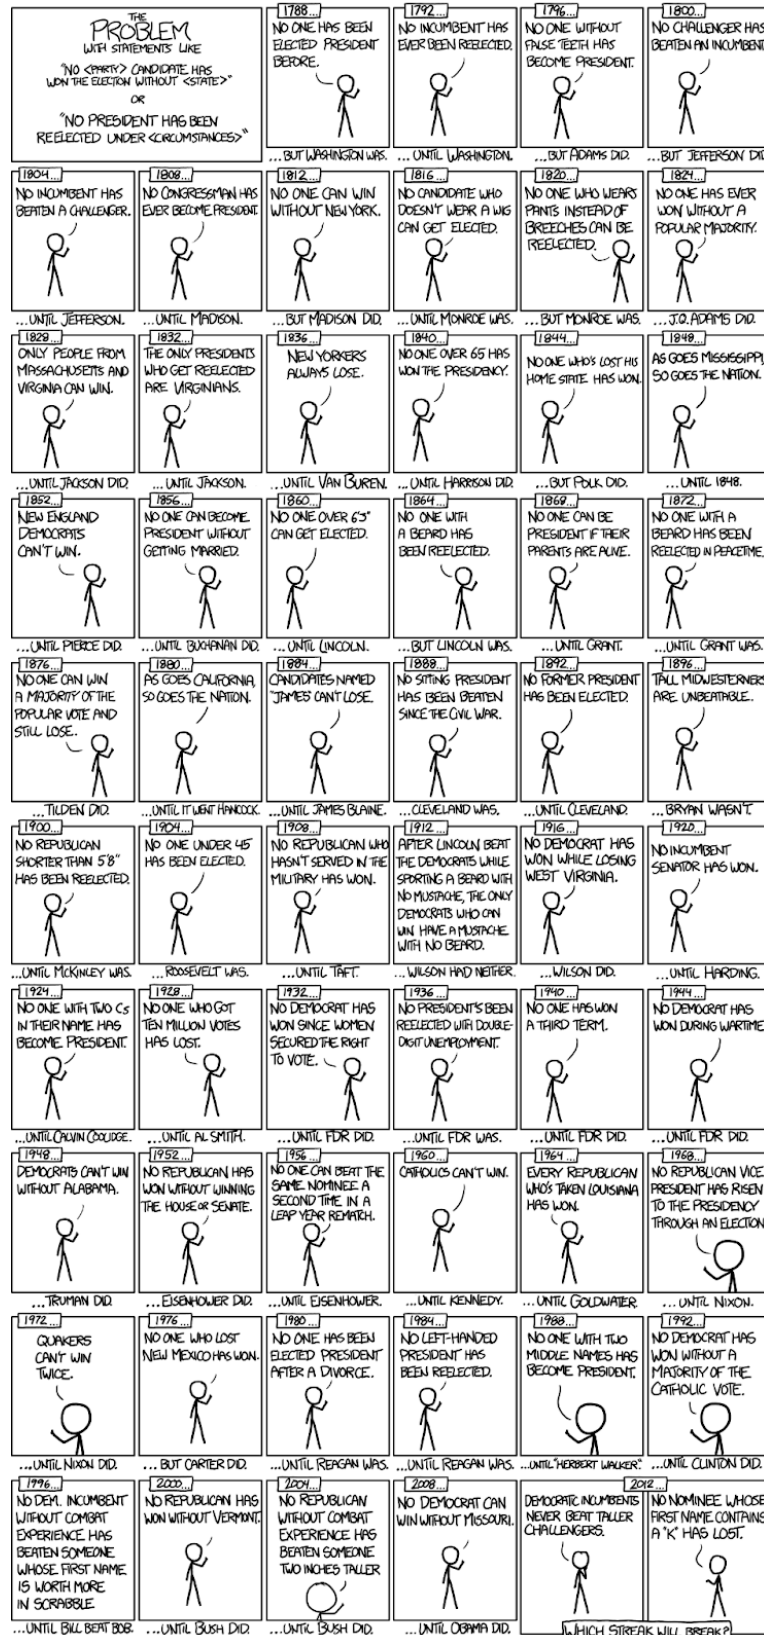 THE
PROBLEM
WITH STATEMENTS LIKE
"NO <PARTY> CANDIDATE HAS
WON THE ELECTION WITHOUT <STATE>"
OR
"NO PRESIDENT HAS BEEN
REELECTED UNDER <CIRCUMSTANCES>"
1788...
NO ONE HAS BEEN
ELECTED PRESIDENT
BEFORE.
...BUT WASHINGTON WAS.
1792...
NO INCUMBENT HAS
EVER BEEN REELECTED.
...UNTIL WASHINGTON.
1796...
NO ONE WITHOUT
FALSE TEETH HAS
BECOME PRESIDENT.
...BUT ADAMS DID.
1800...
NO CHALLENGER HAS
BEATEN AN INCUMBENT
...BUT JEFFERSON DID
1804...
NO INCUMBENT HAS
BEATEN A CHALLENGER.
...UNTIL JEFFERSON.
1808...
NO CONGRESSMAN HAS
EVER BECOME PRESIDENT.
...UNTIL MADISON.
1812...
NO ONE CAN WIN
WITHOUT NEW YORK.
...BUT MADISON DID.
1816...
NO CANDIDATE WHO
DOESN'T WEAR A WIG
CAN GET ELECTED.
...UNTIL MONROE WAS.
1820...
NO ONE WHO WEARS
PANTS INSTEAD OF
BREECHES CAN BE
REELECTED.
...BUT MONROE WAS.
1824...
NO ONE HAS EVER
WON WITHOUT A
POPULAR MAJORITY.
...J.Q. ADAMS DID.
1828...
ONLY PEOPLE FROM
MASSACHUSETTS AND
VIRGINIA CAN WIN.
...UNTIL JACKSON DID.
1832...
THE ONLY PRESIDENTS
WHO GET REELECTED
ARE VIRGINIANS.
...UNTIL JACKSON.
1836...
NEW YORKERS
ALWAYS LOSE.
...UNTIL VAN BUREN.
1840...
NO ONE OVER 65 HAS
WON THE PRESIDENCY.
...UNTIL HARRISON DID.
1844...
NO ONE WHO'S LOST HIS
HOME STATE HAS WON.
...BUT POLK DID.
1848...
AS GOES MISSISSIPPI,
SO GOES THE NATION.
...UNTIL 1848.
1852...
NEW ENGLAND
DEMOCRATS
CAN'T WIN.
...UNTIL PIERCE DID.
1856...
NO ONE CAN BECOME
PRESIDENT WITHOUT
GETTING MARRIED.
...UNTIL BUCHANAN DID.
1860...
NO ONE OVER 6'3"
CAN GET ELECTED.
...UNTIL LINCOLN.
1864...
NO ONE WITH
A BEARD HAS
BEEN REELECTED.
...BUT LINCOLN WAS.
1868...
NO ONE CAN BE
PRESIDENT IF THEIR
PARENTS ARE ALIVE.
...UNTIL GRANT.
1872...
NO ONE WITH A
BEARD HAS BEEN
REELECTED IN PEACETIME.
...UNTIL GRANT WAS.
1876...
NO ONE CAN WIN
A MAJORITY OF THE
POPULAR VOTE AND
STILL LOSE.
...TILDEN DID.
1880...
AS GOES CALIFORNIA,
SO GOES THE NATION.
...UNTIL IT WENT HANCOCK.
1884...
CANDIDATES NAMED
"JAMES" CAN'T LOSE.
...UNTIL JAMES BLAINE.
1888...
NO SITTING PRESIDENT
HAS BEEN BEATEN
SINCE THE CIVIL WAR.
...CLEVELAND WAS.
1892...
NO FORMER PRESIDENT
HAS BEEN ELECTED.
...UNTIL CLEVELAND.
1896...
TALL MIDWESTERNERS
ARE UNBEATABLE.
...BRYAN WASN'T.
1900...
NO REPUBLICAN
SHORTER THAN 5'8"
HAS BEEN REELECTED.
...UNTIL McKINLEY WAS.
1904...
NO ONE UNDER 45
HAS BEEN ELECTED.
...ROOSEVELT WAS.
1908...
NO REPUBLICAN WHO
HASN'T SERVED IN THE
MILITARY HAS WON.
...UNTIL TAFT.
1912...
AFTER LINCOLN BEAT
THE DEMOCRATS WHILE
SPORTING A BEARD WITH
NO MUSTACHE, THE ONLY
DEMOCRATS WHO CAN
WIN HAVE A MUSTACHE
WITH NO BEARD.
...WILSON HAD NEITHER.
1916...
NO DEMOCRAT HAS
WON WHILE LOSING
WEST VIRGINIA.
...WILSON DID.
1920...
NO INCUMBENT
SENATOR HAS WON.
...UNTIL HARDING.
1924...
NO ONE WITH TWO Cs
IN THEIR NAME HAS
BECOME PRESIDENT.
...UNTIL CALVIN COOLIDGE.
1928...
NO ONE WHO GOT
TEN MILLION VOTES
HAS LOST.
...UNTIL AL SMITH.
1932...
NO DEMOCRAT HAS
WON SINCE WOMEN
SECURED THE RIGHT
TO VOTE.
...UNTIL FDR DID.
1936...
NO PRESIDENT'S BEEN
REELECTED WITH DOUBLE-
DIGIT UNEMPLOYMENT.
...UNTIL FDR WAS.
1940...
NO ONE HAS WON
A THIRD TERM.
...UNTIL FDR DID.
1944...
NO DEMOCRAT HAS
WON DURING WARTIME.
...UNTIL FDR DID.
1948...
DEMOCRATS CAN'T WIN
WITHOUT ALABAMA.
...TRUMAN DID.
1952...
NO REPUBLICAN HAS
WON WITHOUT WINNING
THE HOUSE OR SENATE.
...EISENHOWER DID.
1956...
NO ONE CAN BEAT THE
SAME NOMINEE A
SECOND TIME IN A
LEAP YEAR REMATCH.
...UNTIL EISENHOWER.
1960...
CATHOLICS CAN'T WIN.
...UNTIL KENNEDY.
1964...
EVERY REPUBLICAN
WHO'S TAKEN LOUISIANA
HAS WON.
...UNTIL GOLDWATER.
1968...
NO REPUBLICAN VICE
PRESIDENT HAS RISEN
TO THE PRESIDENCY
THROUGH AN ELECTION
...UNTIL NIXON.
1972...
QUAKERS
CAN'T WIN
TWICE.
...UNTIL NIXON DID.
1976...
NO ONE WHO LOST
NEW MEXICO HAS WON.
...BUT CARTER DID.
1980...
NO ONE HAS BEEN
ELECTED PRESIDENT
AFTER A DIVORCE.
...UNTIL REAGAN WAS.
1984...
NO LEFT-HANDED
PRESIDENT HAS
BEEN REELECTED.
...UNTIL REAGAN WAS.
1988...
NO ONE WITH TWO
MIDDLE NAMES HAS
BECOME PRESIDENT.
...UNTIL "HERBERT WALKER".
1992...
NO DEMOCRAT HAS
WON WITHOUT A
MAJORITY OF THE
CATHOLIC VOTE.
...UNTIL CLINTON DID.
1996...
NO DEM. INCUMBENT
WITHOUT COMBAT
EXPERIENCE HAS
BEATEN SOMEONE
WHOSE FIRST NAME
IS WORTH MORE
IN SCRABBLE
...UNTIL BILL BEAT BOB.
2000...
NO REPUBLICAN HAS
WON WITHOUT VERMONT.
...UNTIL BUSH DID.
2004...
NO REPUBLICAN
WITHOUT COMBAT
EXPERIENCE HAS
BEATEN SOMEONE
TWO INCHES TALLER
...UNTIL BUSH DID.
2008...
NO DEMOCRAT CAN
WIN WITHOUT MISSOURI.
...UNTIL OBAMA DID.
2012...
DEMOCRATIC INCUMBENTS
NEVER BEAT TALLER
CHALLENGERS.
NO NOMINEE WHOSE
FIRST NAME CONTAINS
A "K" HAS LOST.
WHICH STREAK WILL BREAK?